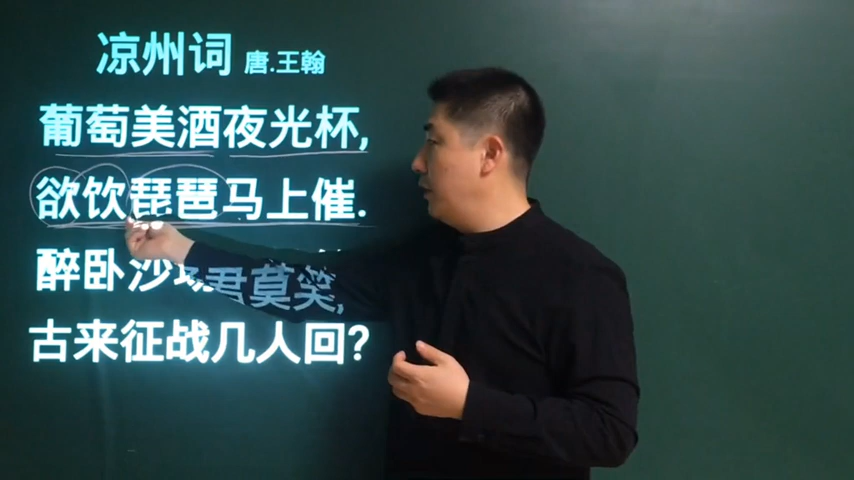 凉州词 唐.王翰
葡萄美酒夜光杯,
欲饮琵琶马上催.
醉卧沙场君莫笑,
古来征战几人回?